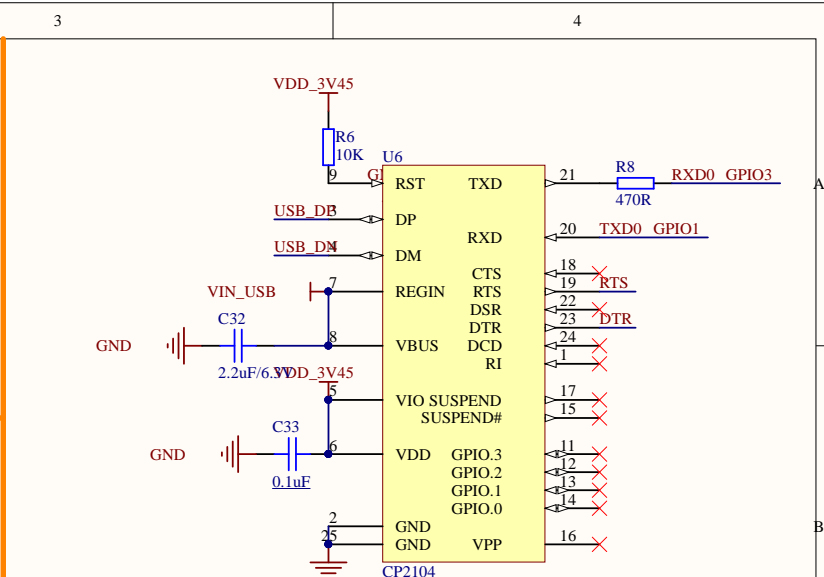 3 4
VDD_3V45
R6
10K
U6
9 RST TXD 21 R8 RXD0 GPIO3
470R
A
USB_DP 3 DP
RXD 20 TXD0 GPIO1
USB_DM 4 DM
CTS 18
VIN_USB 7 REGIN RTS 19 RTS
DSR 22
C32 DTR 23 DTR
GND 8 VBUS DCD 24
2.2uF/6.3V VDD_3V45 RI 1
5 VIO SUSPEND 17
SUSPEND# 15
C33
GND 6 VDD GPIO.3 11
GPIO.2 12
0.1uF GPIO.1 13
GPIO.0 14
2 GND B
25 GND VPP 16
CP2104